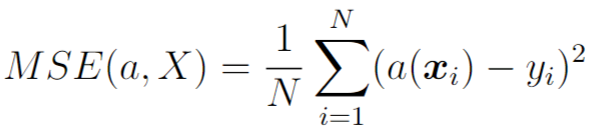 MSE(a, X) = \frac{1}{N} \sum_{i=1}^{N} (a(\boldsymbol{x}_i) - y_i)^2